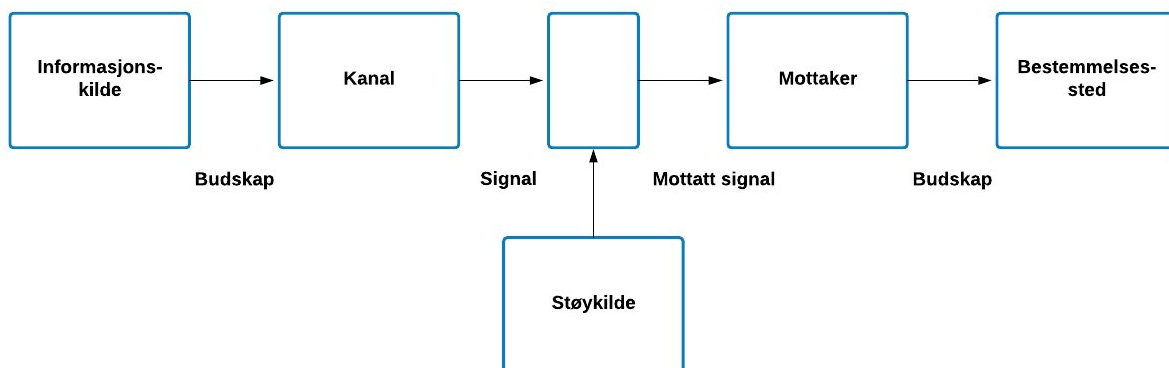 Informasjons-
kilde
Kanal
Mottaker
Bestemmelses-
sted
Budskap
Signal
Mottatt signal
Budskap
Støykilde